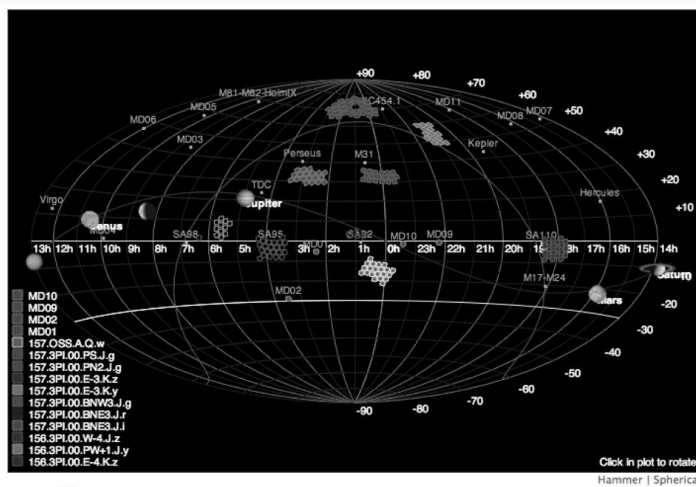 +90
+80
+70
M81-M82-HolmIX
C454.1
MD11
+60
MD05
MD08
MD07
+50
MD06
+40
MD03
Kepler
Perseus
M31
+30
TDC
+20
Virgo
Jupiter
Hercules
+10
enus
MD04
SA98
SA95
SA92
MD10
MD09
SA110
13h 12h 11h 10h 9h 8h 7h 6h 5h 4h 3h 2h 1h 0h 23h 22h 21h 20h 19h 18h 17h 16h 15h 14h
Saturn
-10
M17-M24
MD02
ars
-20
-30
-40
-50
-60
-70
-80
-90
MD10
MD09
MD02
MD01
157.OSS.A.Q.w
157.3PI.00.PS.J.g
157.3PI.00.PN2.J.g
157.3PI.00.E-3.K.z
157.3PI.00.E-3.K.y
157.3PI.00.BNW3.J.g
157.3PI.00.BNE3.J.r
157.3PI.00.BNE3.J.i
156.3PI.00.W-4.J.z
156.3PI.00.PW+1.J.y
156.3PI.00.E-4.K.z
Click in plot to rotate
Hammer | Spherica